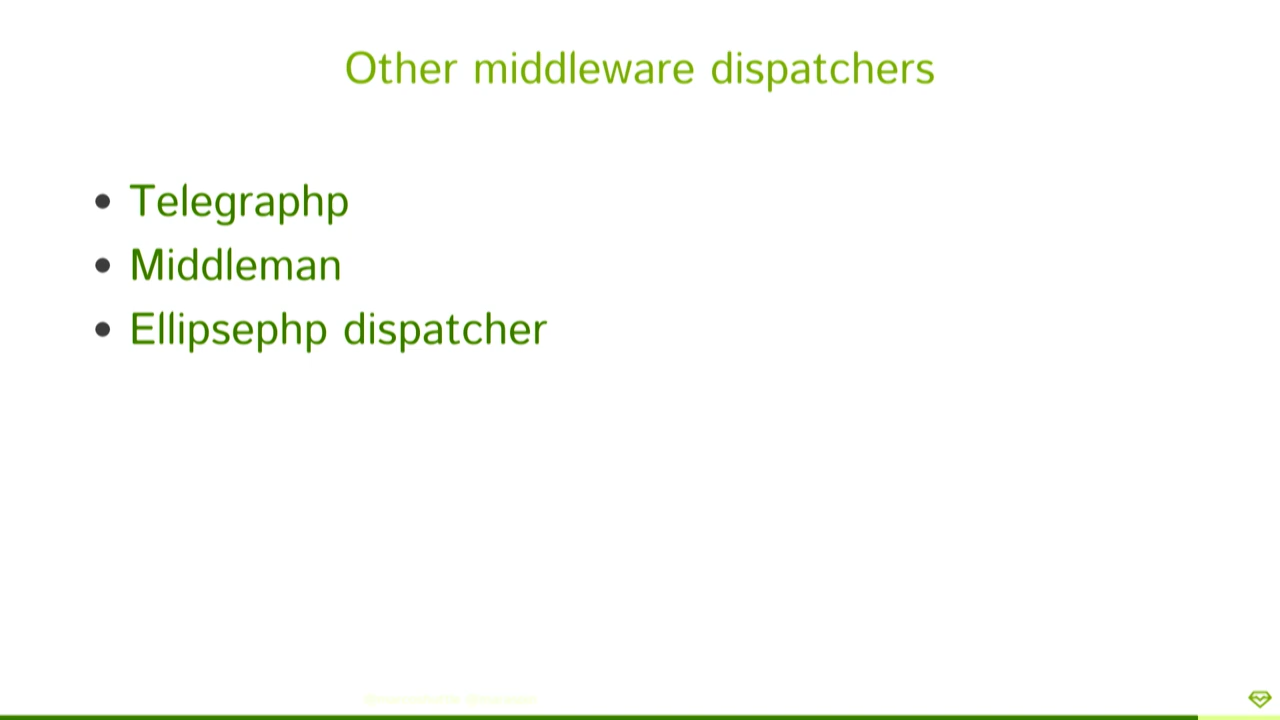 Other middleware dispatchers
Telegraphp
Middleman
Ellipsephp dispatcher